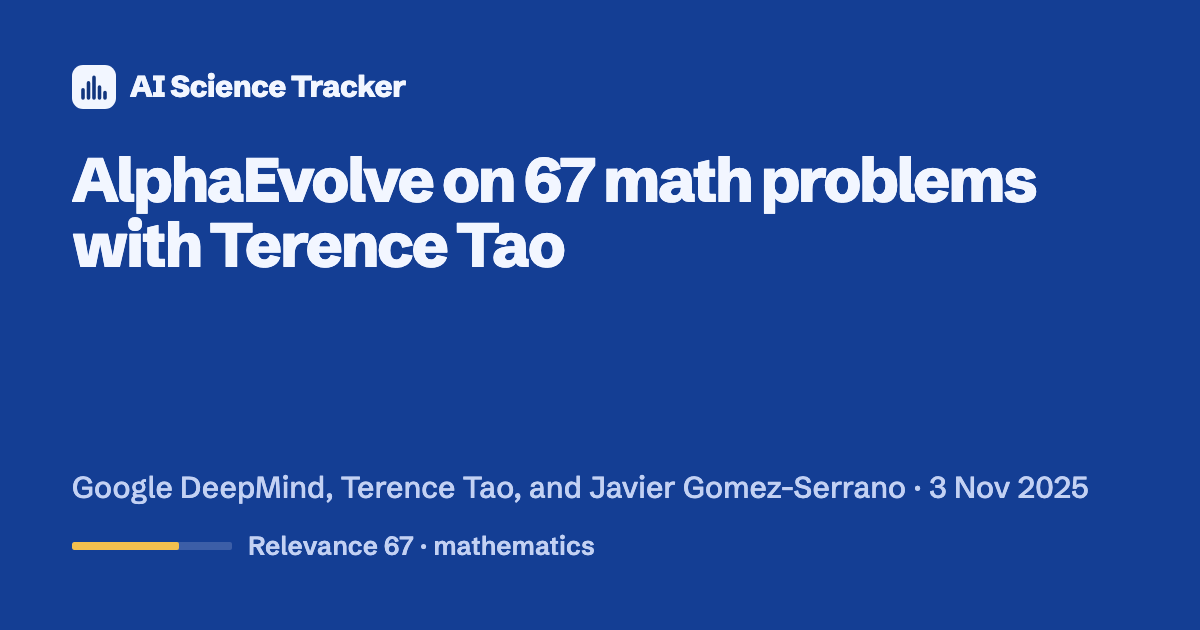 AI Science Tracker
AlphaEvolve on 67 math problems
with Terence Tao
Google DeepMind, Terence Tao, and Javier Gomez-Serrano · 3 Nov 2025
Relevance 67 · mathematics